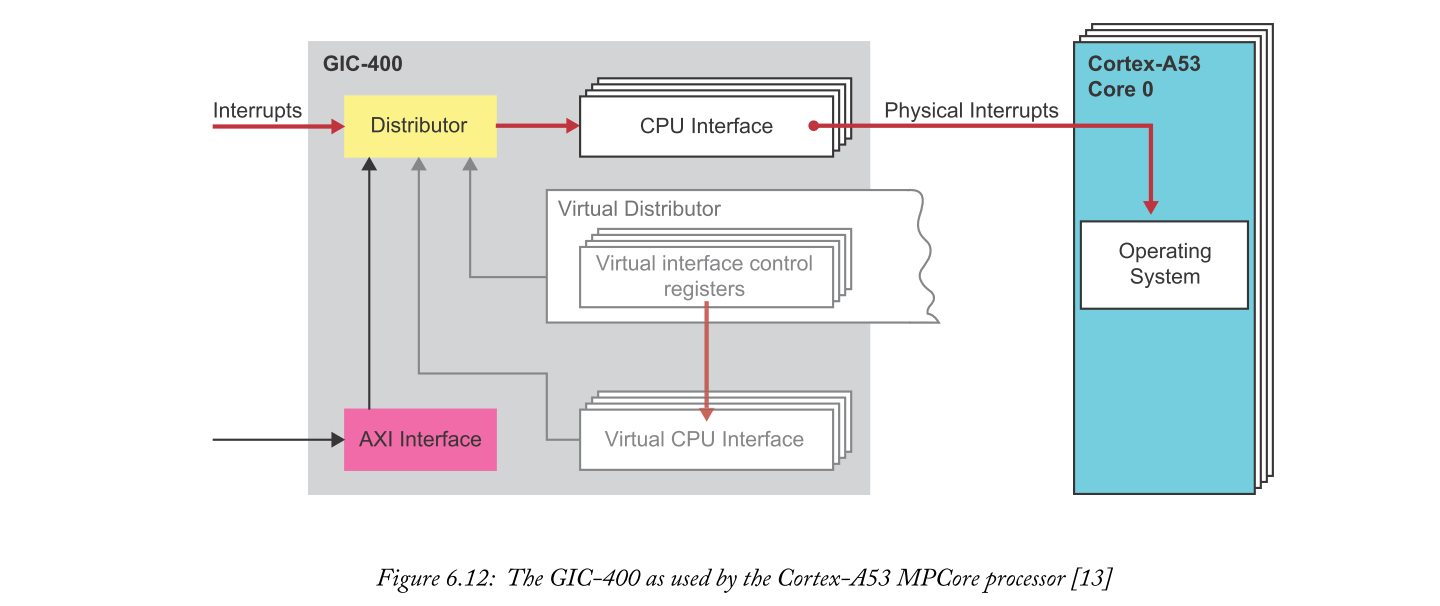 GIC-400
Cortex-A53
Core 0
Interrupts
Distributor
CPU Interface
Physical Interrupts
Virtual Distributor
Virtual interface control
registers
Operating
System
AXI Interface
Virtual CPU Interface
Figure 6.12: The GIC-400 as used by the Cortex-A53 MPCore processor [13]